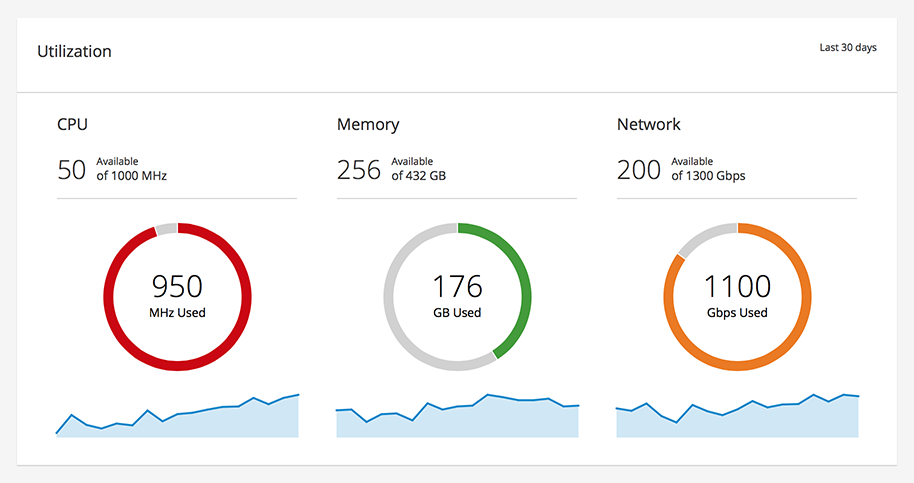 Utilization
Last 30 days
CPU
50 Available
of 1000 MHz
950
MHz Used
Memory
256 Available
of 432 GB
176
GB Used
Network
200 Available
of 1300 Gbps
1100
Gbps Used